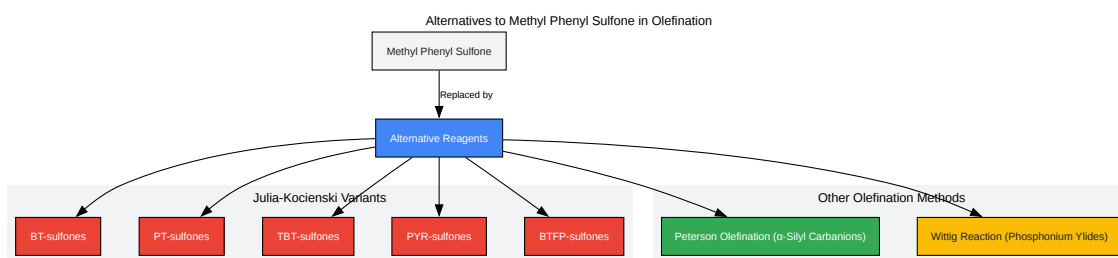 Alternatives to Methyl Phenyl Sulfone in Olefination
Methyl Phenyl Sulfone
Replaced by
Alternative Reagents
Julia-Kocienski Variants
Other Olefination Methods
BT-sulfones
PT-sulfones
TBT-sulfones
PYR-sulfones
BTFP-sulfones
Peterson Olefination (α-Silyl Carbanions)
Wittig Reaction (Phosphonium Ylides)